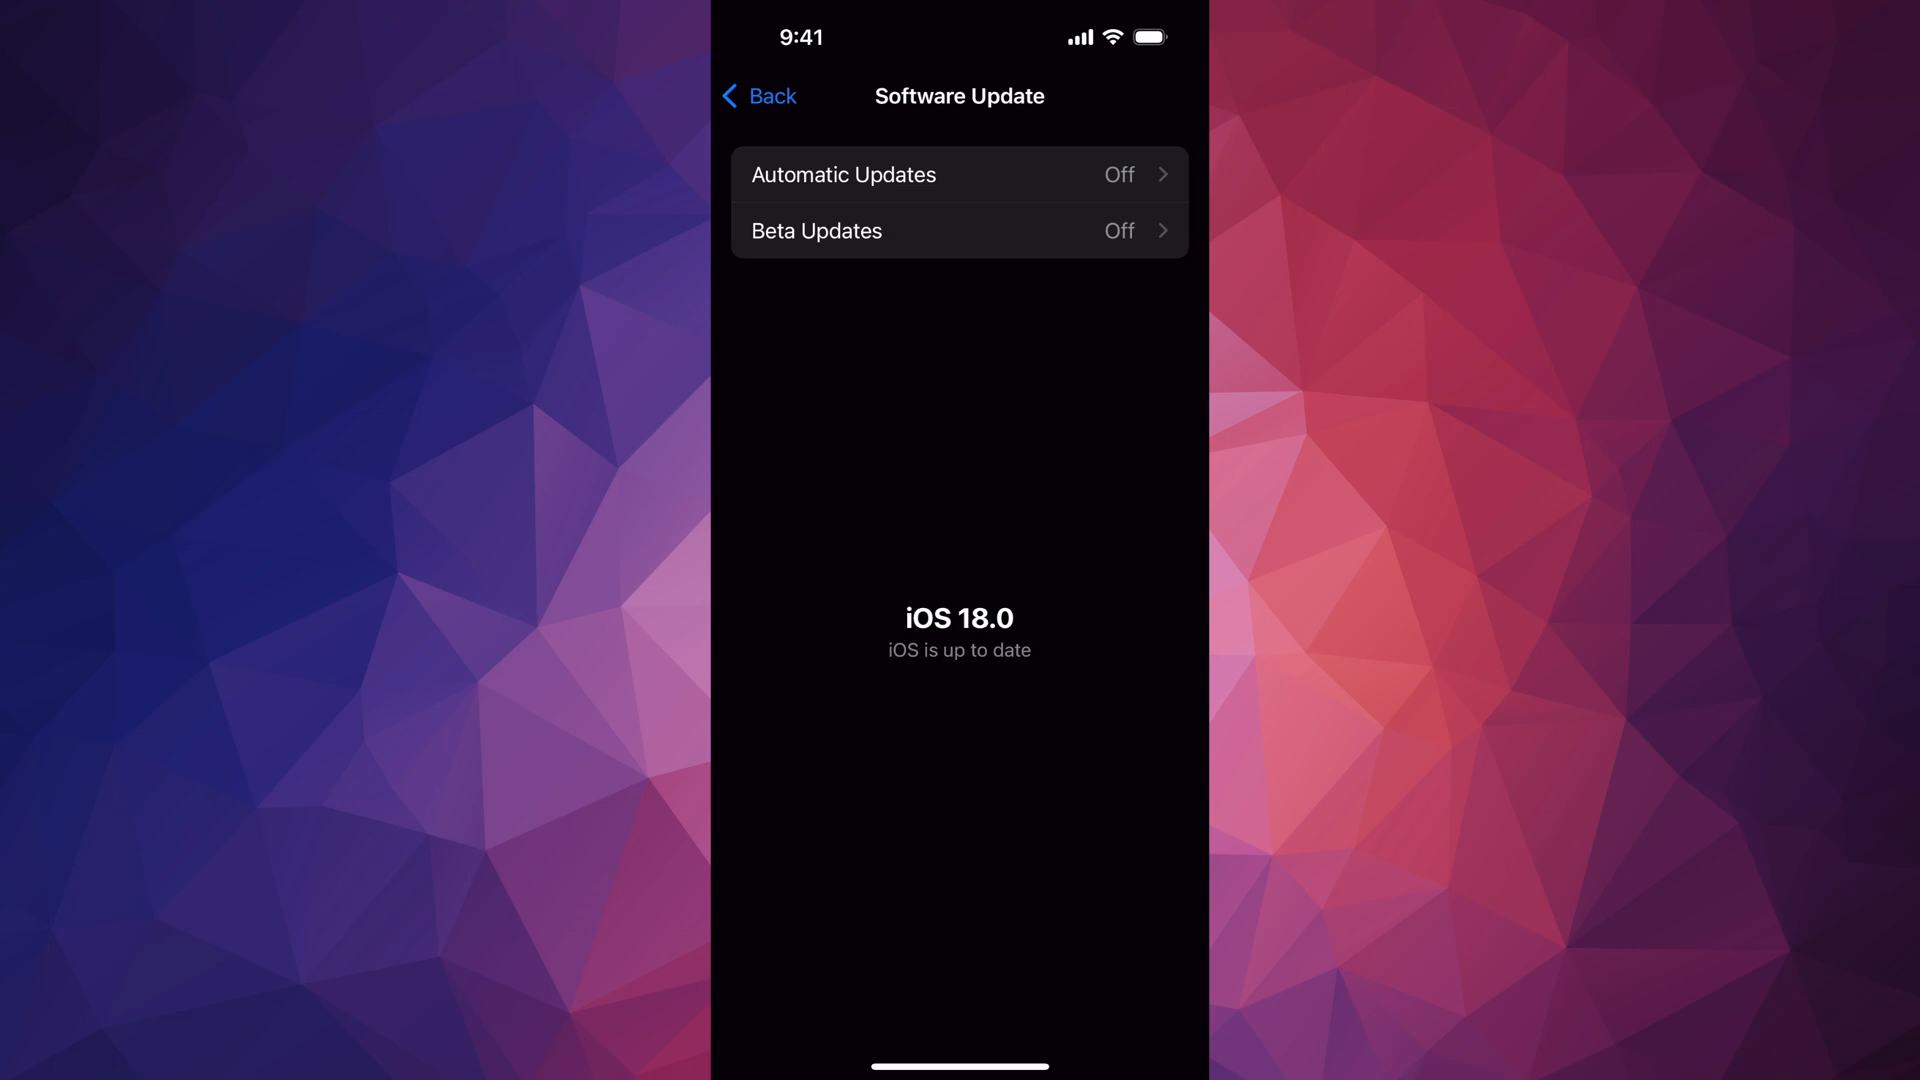 9:41
Back
Software Update
Automatic Updates Off
Beta Updates Off
iOS 18.0
iOS is up to date